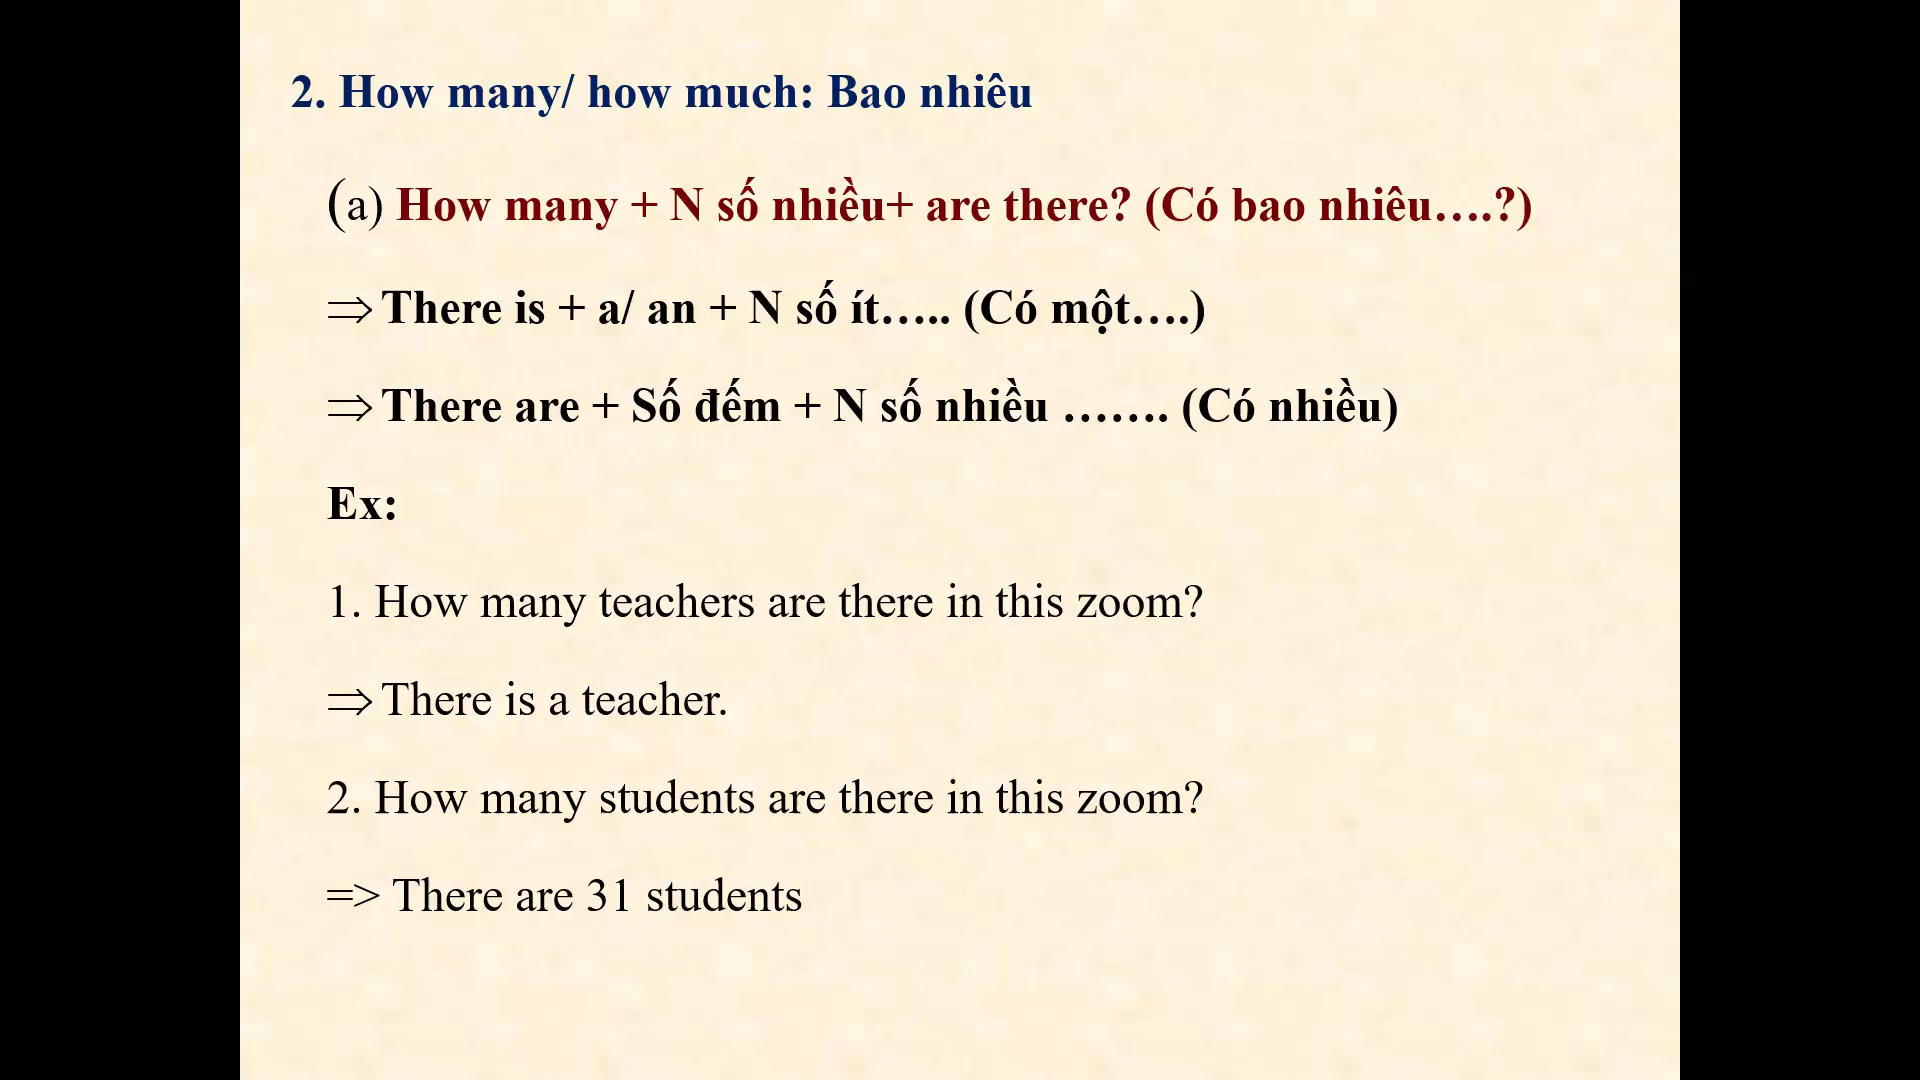 2. How many/ how much: Bao nhiêu
(a) How many + N số nhiều+ are there? (Có bao nhiêu….?)
⇒ There is + a/ an + N số ít….. (Có một….)
⇒ There are + Số đếm + N số nhiều ……. (Có nhiều)
Ex:
1. How many teachers are there in this zoom?
⇒ There is a teacher.
2. How many students are there in this zoom?
=> There are 31 students